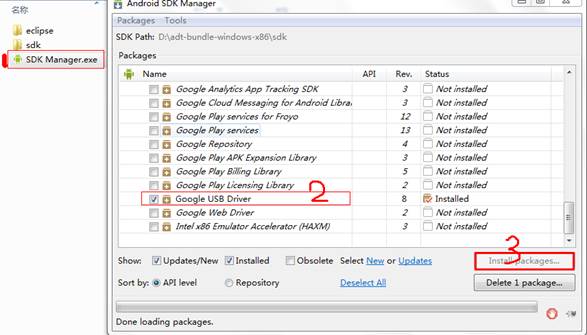 名称
eclipse
sdk
SDK Manager.exe
Android SDK Manager
Packages Tools
SDK Path: D:\adt-bundle-windows-x86\sdk
Packages
Name API Rev. Status
Google Analytics App Tracking SDK 3 Not installed
Google Cloud Messaging for Android Librar 3 Not installed
Google Play services for Froyo 12 Not installed
Google Play services 13 Not installed
Google Repository 4 Not installed
Google Play APK Expansion Library 3 Not installed
Google Play Billing Library 5 Not installed
Google Play Licensing Library 2 Not installed
Google USB Driver 8 Installed
2
Google Web Driver 2 Not installed
Intel x86 Emulator Accelerator (HAXM) 3 Not installed
3
Show: Updates/New Installed Obsolete Select New or Updates Install packages...
Sort by: API level Repository Deselect All Delete 1 package...
Done loading packages.